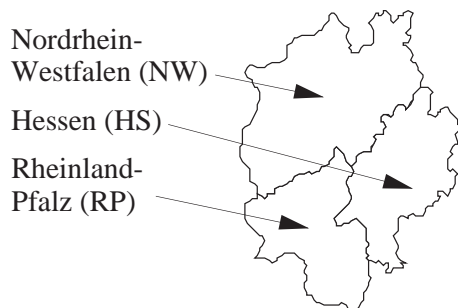 Nordrhein-
Westfalen (NW)
Hessen (HS)
Rheinland-
Pfalz (RP)